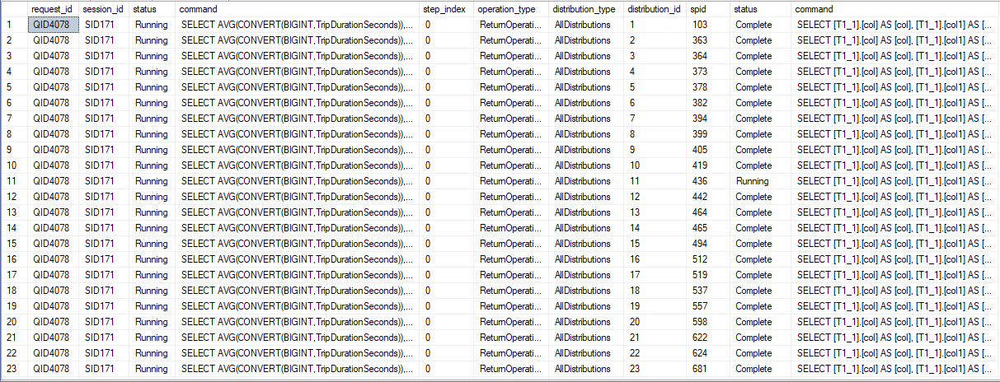 request_id session_id status command step_index operation_type distribution_type distribution_id spid status command
1 QID4078 SID171 Running SELECT AVG(CONVERT(BIGINT,TripDurationSeconds)),... 0 ReturnOperati... AllDistributions 1 103 Complete SELECT [T1_1].[col] AS [col], [T1_1].[col1] AS [...
2 QID4078 SID171 Running SELECT AVG(CONVERT(BIGINT,TripDurationSeconds)),... 0 ReturnOperati... AllDistributions 2 363 Complete SELECT [T1_1].[col] AS [col], [T1_1].[col1] AS [...
3 QID4078 SID171 Running SELECT AVG(CONVERT(BIGINT,TripDurationSeconds)),... 0 ReturnOperati... AllDistributions 3 364 Complete SELECT [T1_1].[col] AS [col], [T1_1].[col1] AS [...
4 QID4078 SID171 Running SELECT AVG(CONVERT(BIGINT,TripDurationSeconds)),... 0 ReturnOperati... AllDistributions 4 373 Complete SELECT [T1_1].[col] AS [col], [T1_1].[col1] AS [...
5 QID4078 SID171 Running SELECT AVG(CONVERT(BIGINT,TripDurationSeconds)),... 0 ReturnOperati... AllDistributions 5 378 Complete SELECT [T1_1].[col] AS [col], [T1_1].[col1] AS [...
6 QID4078 SID171 Running SELECT AVG(CONVERT(BIGINT,TripDurationSeconds)),... 0 ReturnOperati... AllDistributions 6 382 Complete SELECT [T1_1].[col] AS [col], [T1_1].[col1] AS [...
7 QID4078 SID171 Running SELECT AVG(CONVERT(BIGINT,TripDurationSeconds)),... 0 ReturnOperati... AllDistributions 7 394 Complete SELECT [T1_1].[col] AS [col], [T1_1].[col1] AS [...
8 QID4078 SID171 Running SELECT AVG(CONVERT(BIGINT,TripDurationSeconds)),... 0 ReturnOperati... AllDistributions 8 399 Complete SELECT [T1_1].[col] AS [col], [T1_1].[col1] AS [...
9 QID4078 SID171 Running SELECT AVG(CONVERT(BIGINT,TripDurationSeconds)),... 0 ReturnOperati... AllDistributions 9 405 Complete SELECT [T1_1].[col] AS [col], [T1_1].[col1] AS [...
10 QID4078 SID171 Running SELECT AVG(CONVERT(BIGINT,TripDurationSeconds)),... 0 ReturnOperati... AllDistributions 10 419 Complete SELECT [T1_1].[col] AS [col], [T1_1].[col1] AS [...
11 QID4078 SID171 Running SELECT AVG(CONVERT(BIGINT,TripDurationSeconds)),... 0 ReturnOperati... AllDistributions 11 436 Running SELECT [T1_1].[col] AS [col], [T1_1].[col1] AS [...
12 QID4078 SID171 Running SELECT AVG(CONVERT(BIGINT,TripDurationSeconds)),... 0 ReturnOperati... AllDistributions 12 442 Complete SELECT [T1_1].[col] AS [col], [T1_1].[col1] AS [...
13 QID4078 SID171 Running SELECT AVG(CONVERT(BIGINT,TripDurationSeconds)),... 0 ReturnOperati... AllDistributions 13 464 Complete SELECT [T1_1].[col] AS [col], [T1_1].[col1] AS [...
14 QID4078 SID171 Running SELECT AVG(CONVERT(BIGINT,TripDurationSeconds)),... 0 ReturnOperati... AllDistributions 14 465 Complete SELECT [T1_1].[col] AS [col], [T1_1].[col1] AS [...
15 QID4078 SID171 Running SELECT AVG(CONVERT(BIGINT,TripDurationSeconds)),... 0 ReturnOperati... AllDistributions 15 494 Complete SELECT [T1_1].[col] AS [col], [T1_1].[col1] AS [...
16 QID4078 SID171 Running SELECT AVG(CONVERT(BIGINT,TripDurationSeconds)),... 0 ReturnOperati... AllDistributions 16 512 Complete SELECT [T1_1].[col] AS [col], [T1_1].[col1] AS [...
17 QID4078 SID171 Running SELECT AVG(CONVERT(BIGINT,TripDurationSeconds)),... 0 ReturnOperati... AllDistributions 17 519 Complete SELECT [T1_1].[col] AS [col], [T1_1].[col1] AS [...
18 QID4078 SID171 Running SELECT AVG(CONVERT(BIGINT,TripDurationSeconds)),... 0 ReturnOperati... AllDistributions 18 537 Complete SELECT [T1_1].[col] AS [col], [T1_1].[col1] AS [...
19 QID4078 SID171 Running SELECT AVG(CONVERT(BIGINT,TripDurationSeconds)),... 0 ReturnOperati... AllDistributions 19 557 Complete SELECT [T1_1].[col] AS [col], [T1_1].[col1] AS [...
20 QID4078 SID171 Running SELECT AVG(CONVERT(BIGINT,TripDurationSeconds)),... 0 ReturnOperati... AllDistributions 20 598 Complete SELECT [T1_1].[col] AS [col], [T1_1].[col1] AS [...
21 QID4078 SID171 Running SELECT AVG(CONVERT(BIGINT,TripDurationSeconds)),... 0 ReturnOperati... AllDistributions 21 622 Complete SELECT [T1_1].[col] AS [col], [T1_1].[col1] AS [...
22 QID4078 SID171 Running SELECT AVG(CONVERT(BIGINT,TripDurationSeconds)),... 0 ReturnOperati... AllDistributions 22 624 Complete SELECT [T1_1].[col] AS [col], [T1_1].[col1] AS [...
23 QID4078 SID171 Running SELECT AVG(CONVERT(BIGINT,TripDurationSeconds)),... 0 ReturnOperati... AllDistributions 23 681 Complete SELECT [T1_1].[col] AS [col], [T1_1].[col1] AS [...